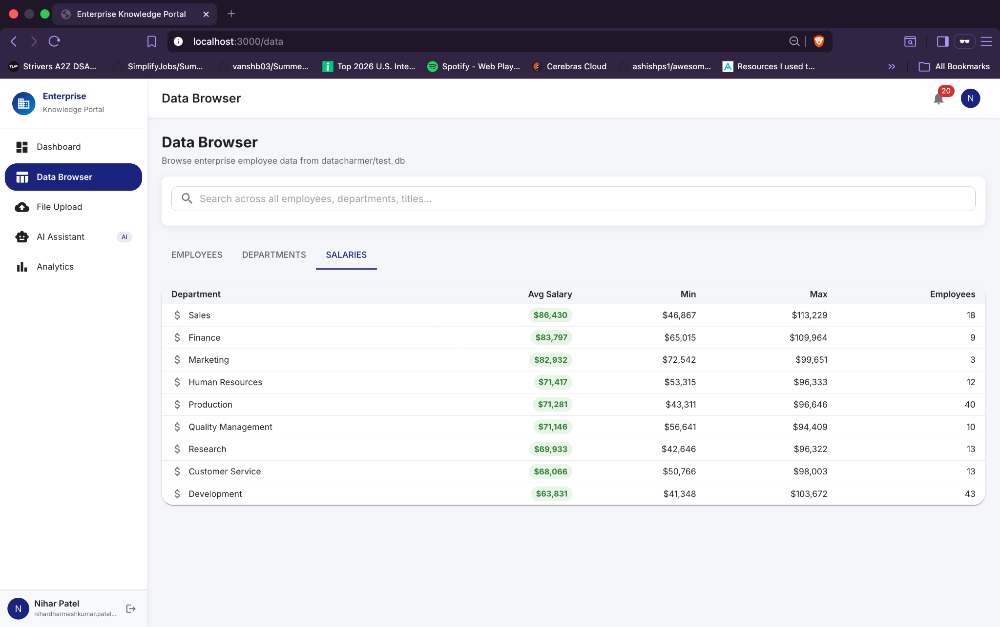 Enterprise Knowledge Portal
localhost:3000/data
Strivers A2Z DSA... SimplifyJobs/Sum... vanshb03/Summe... Top 2026 U.S. Inte... Spotify - Web Play... Cerebras Cloud ashishps1/awesom... Resources I used t... All Bookmarks
Enterprise
Knowledge Portal
Dashboard
Data Browser
File Upload
AI Assistant AI
Analytics
Nihar Patel
nihardharmeshkumar.patel...
N
Data Browser
20
N
Data Browser
Browse enterprise employee data from datacharmer/test_db
Search across all employees, departments, titles...
EMPLOYEES DEPARTMENTS SALARIES
Department Avg Salary Min Max Employees
$ Sales $86,430 $46,867 $113,229 18
$ Finance $83,797 $65,015 $109,964 9
$ Marketing $82,932 $72,542 $99,651 3
$ Human Resources $71,417 $53,315 $96,333 12
$ Production $71,281 $43,311 $96,646 40
$ Quality Management $71,146 $56,641 $94,409 10
$ Research $69,933 $42,646 $96,322 13
$ Customer Service $68,066 $50,766 $98,003 13
$ Development $63,831 $41,348 $103,672 43